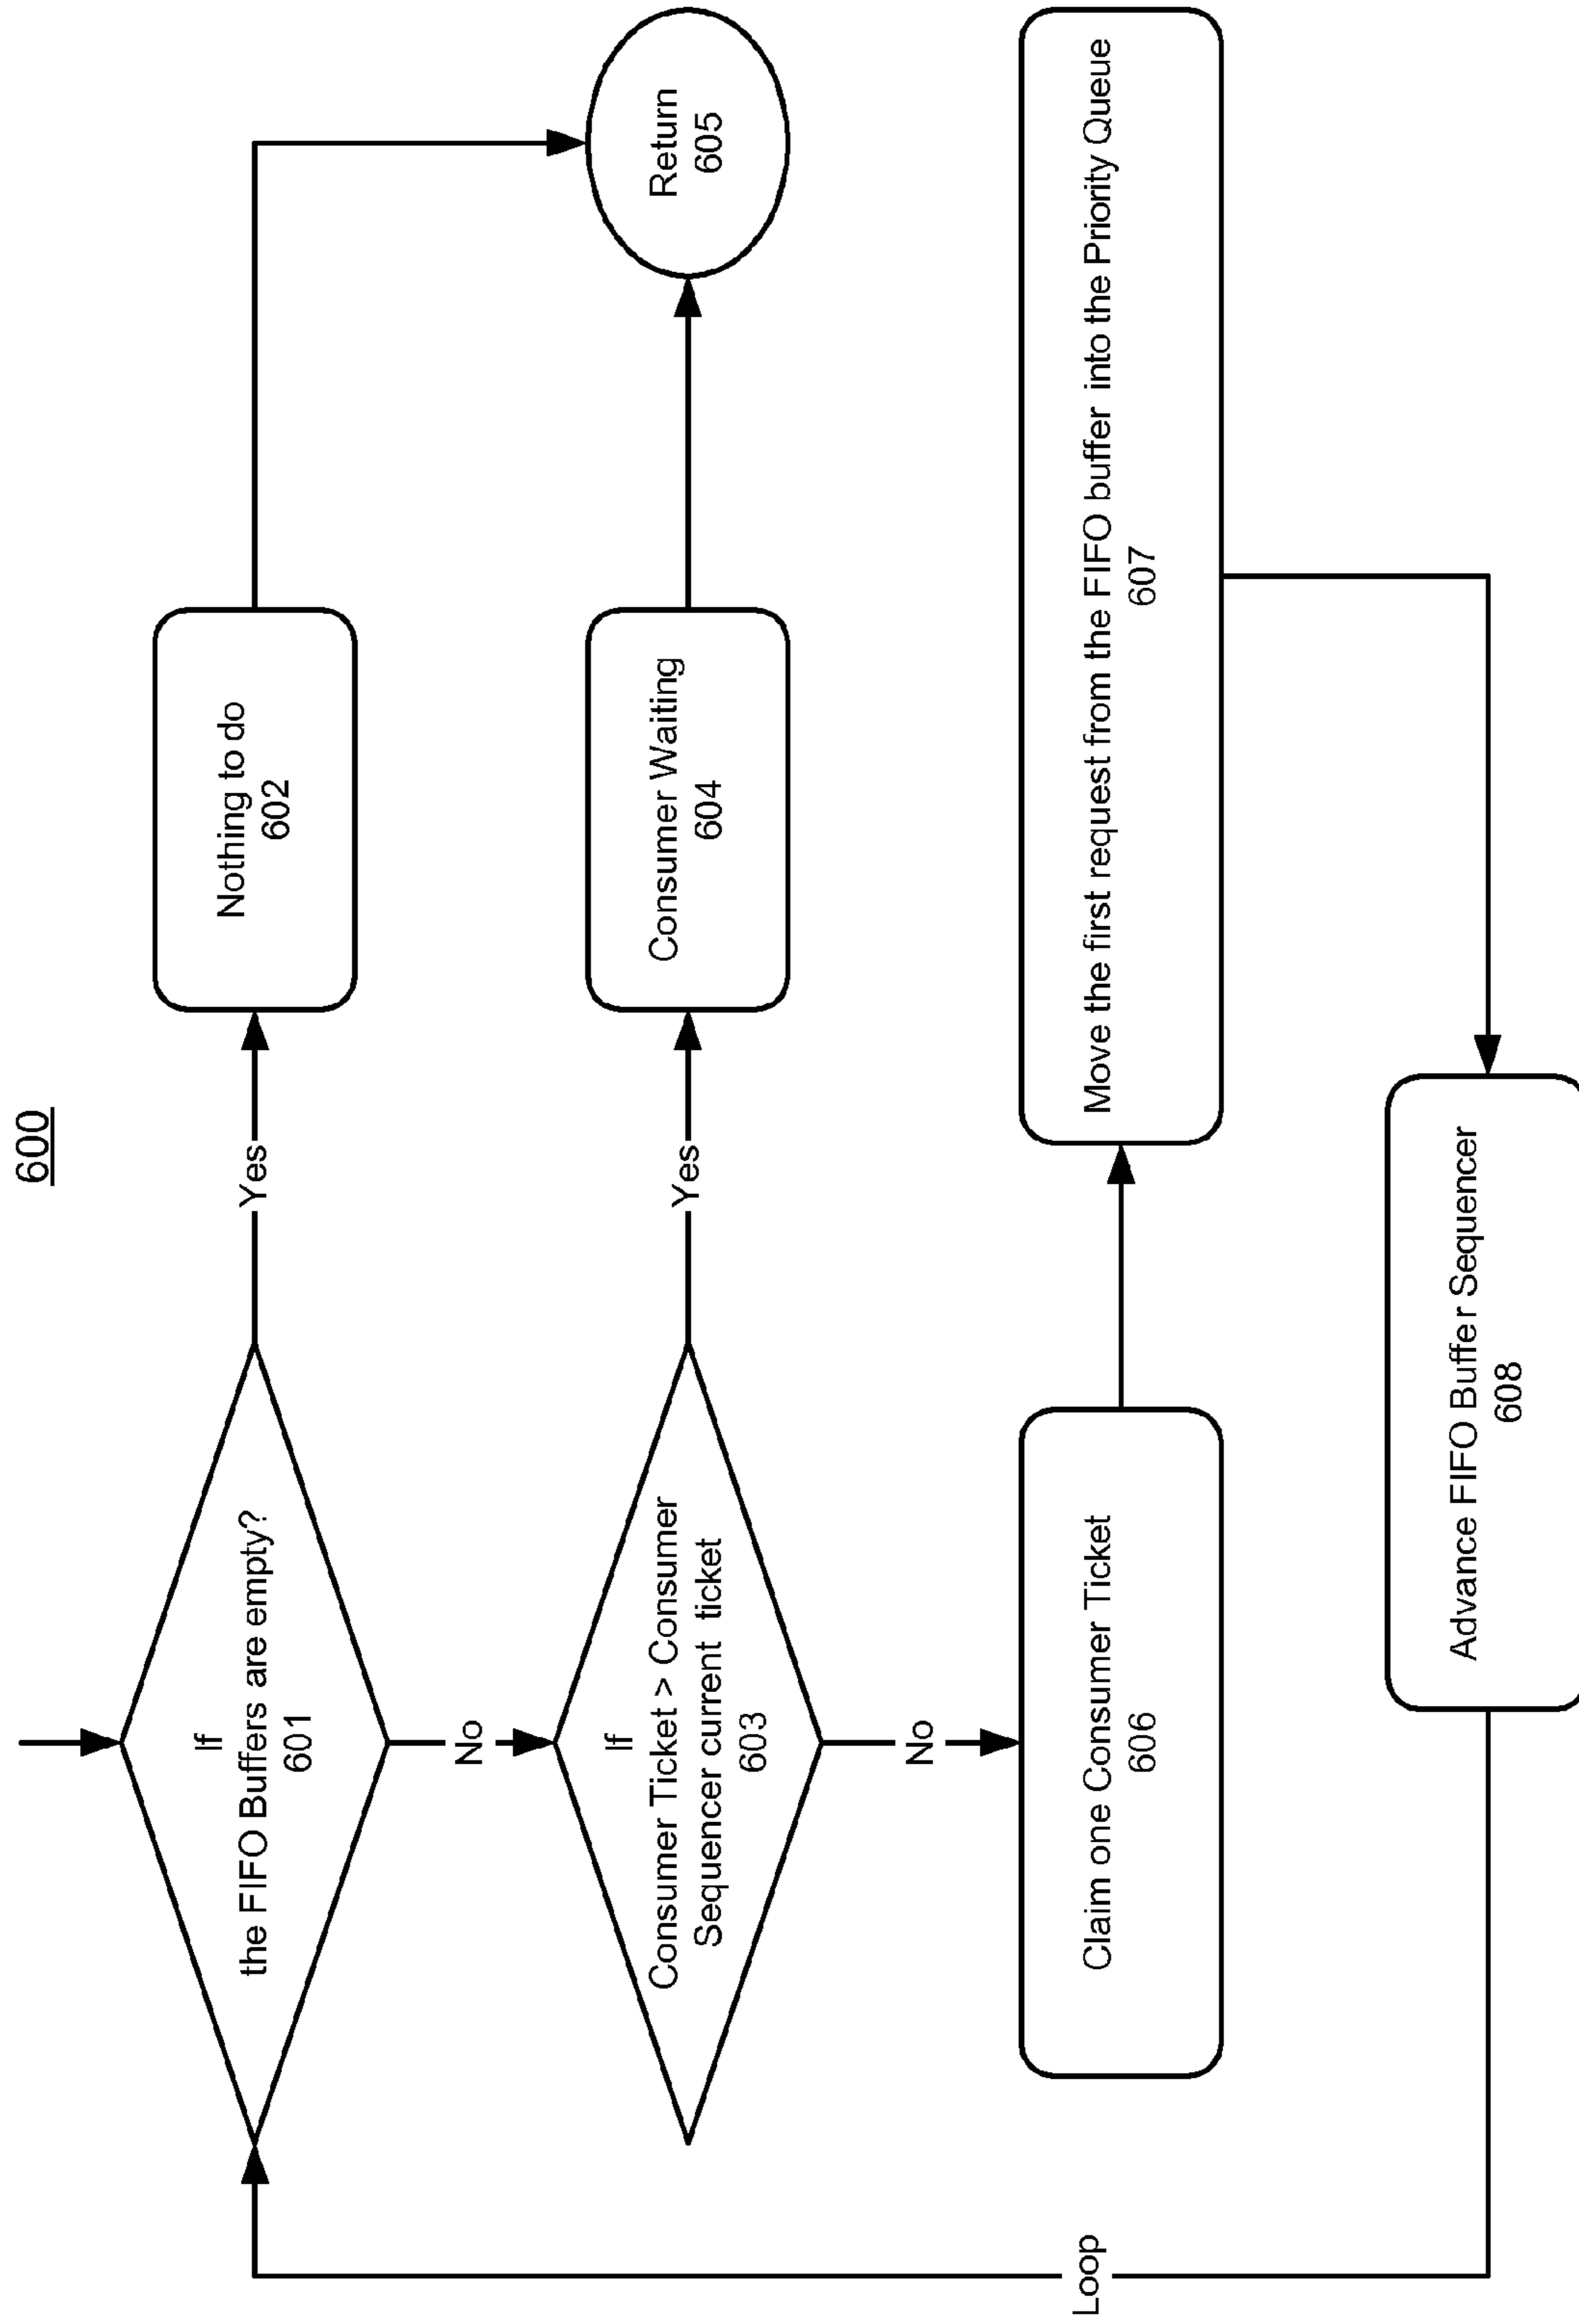 600
If
the FIFO Buffers are empty?
601
Yes
Nothing to do
602
No
If
Consumer Ticket > Consumer
Sequencer current ticket
603
Yes
Consumer Waiting
604
Return
605
No
Claim one Consumer Ticket
606
Move the first request from the FIFO buffer into the Priority Queue
607
Advance FIFO Buffer Sequencer
608
Loop